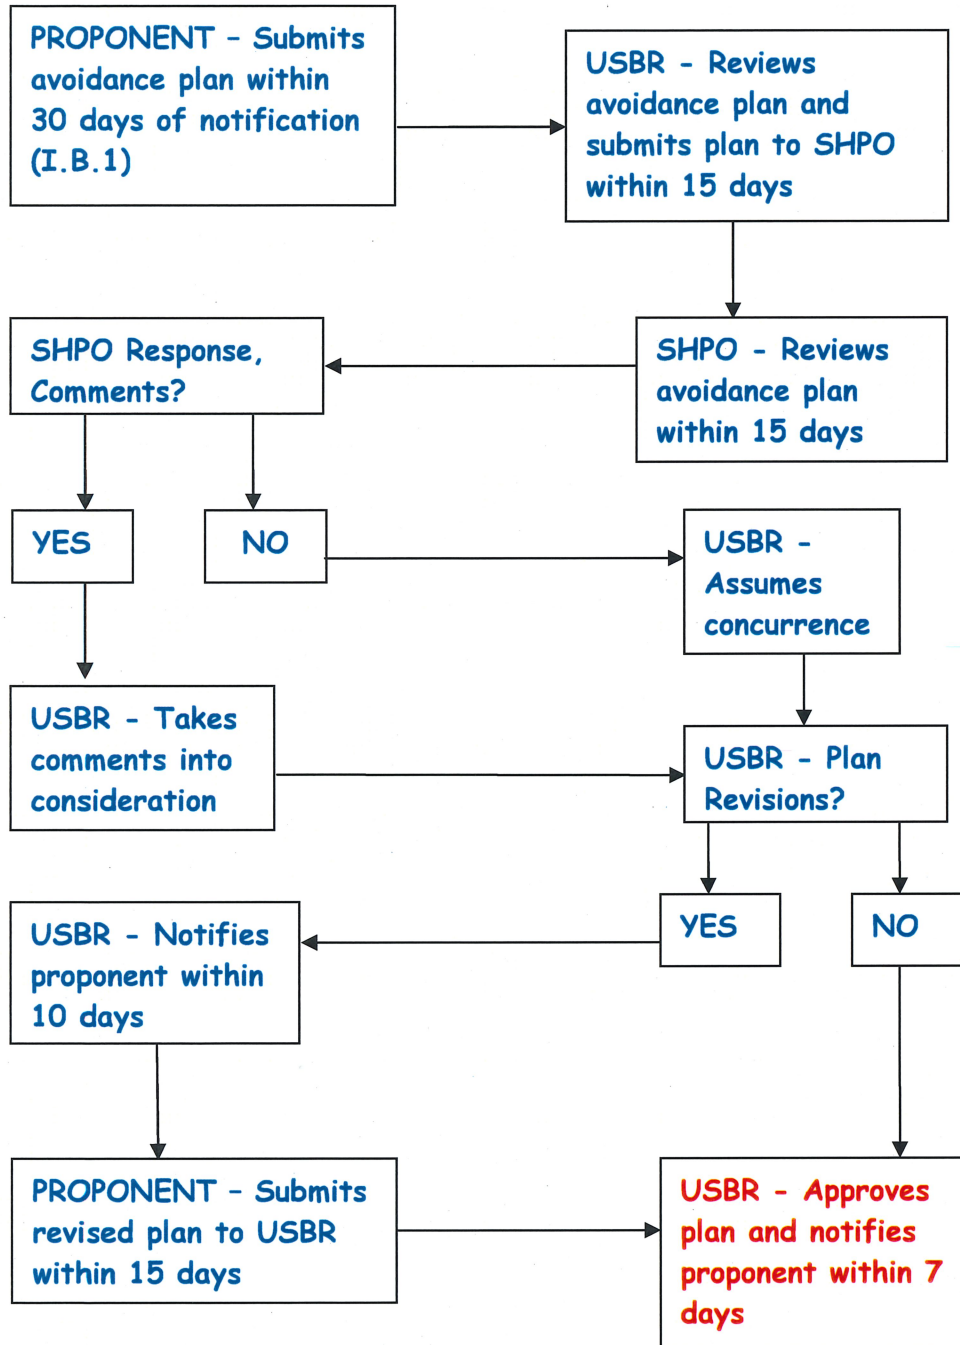 PROPONENT - Submits
avoidance plan within
30 days of notification
(I.B.1)
USBR - Reviews
avoidance plan and
submits plan to SHPO
within 15 days
SHPO Response,
Comments?
SHPO - Reviews
avoidance plan
within 15 days
YES
NO
USBR -
Assumes
concurrence
USBR - Takes
comments into
consideration
USBR - Plan
Revisions?
USBR - Notifies
proponent within
10 days
YES
NO
PROPONENT - Submits
revised plan to USBR
within 15 days
USBR - Approves
plan and notifies
proponent within 7
days